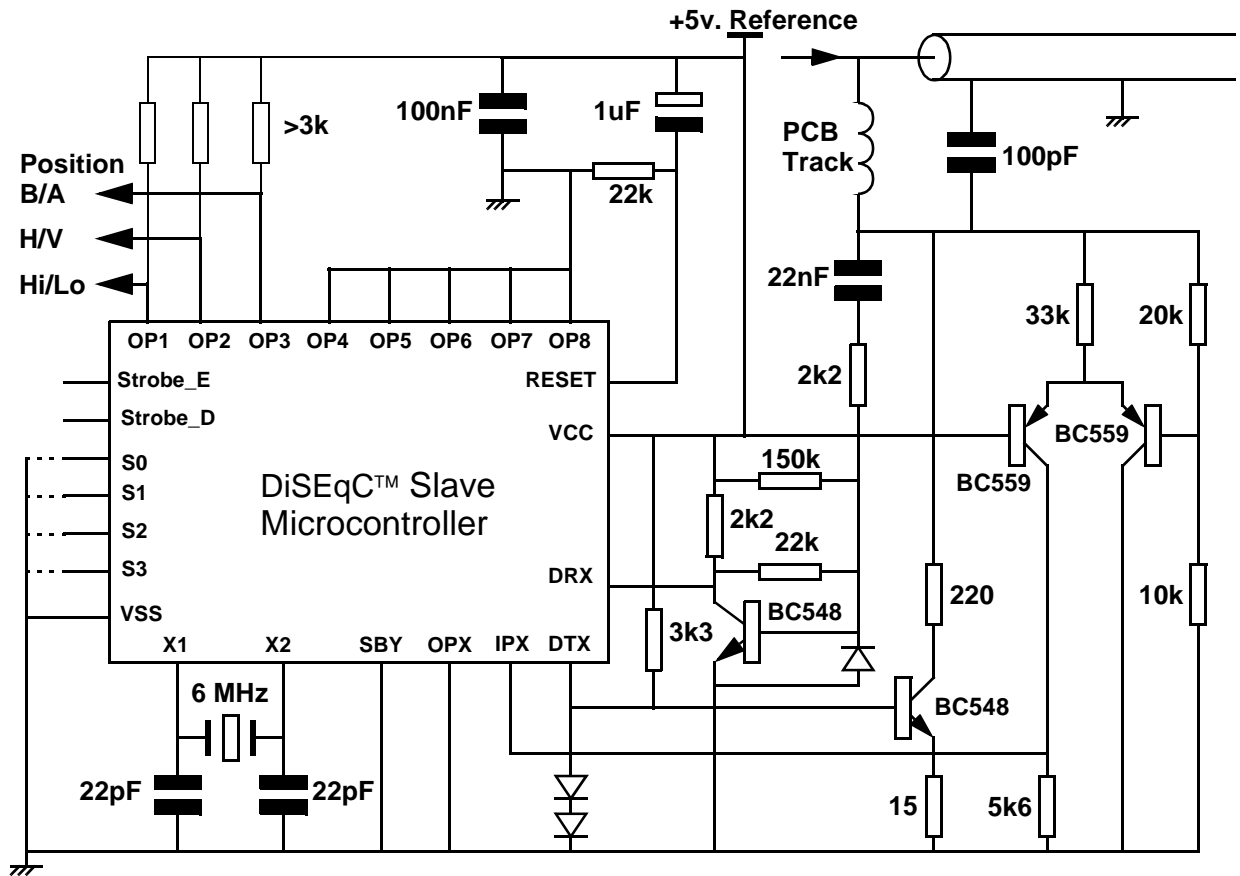 +5v. Reference
100nF
1uF
>3k
PCB
Track
100pF
Position
B/A
22k
H/V
Hi/Lo
22nF
33k
20k
OP1 OP2 OP3 OP4 OP5 OP6 OP7 OP8
Strobe_E
RESET
2k2
Strobe_D
VCC
BC559
S0
150k
BC559
S1
DiSEqC™ Slave
Microcontroller
2k2
S2
22k
S3
DRX
220
10k
VSS
BC548
3k3
X1 X2 SBY OPX IPX DTX
6 MHz
BC548
22pF
22pF
15
5k6